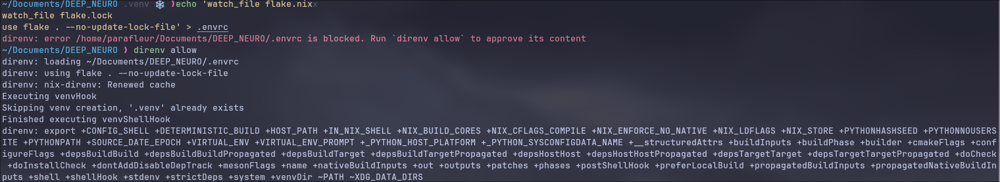 ~/Documents/DEEP_NEURO .venv ❄️ ❯echo 'watch_file flake.nixx
watch_file flake.lock
use flake . --no-update-lock-file' > .envrc
direnv: error /home/parafleur/Documents/DEEP_NEURO/.envrc is blocked. Run `direnv allow` to approve its content
~/Documents/DEEP_NEURO ❯ direnv allow
direnv: loading ~/Documents/DEEP_NEURO/.envrc
direnv: using flake . --no-update-lock-file
direnv: nix-direnv: Renewed cache
Executing venvHook
Skipping venv creation, '.venv' already exists
Finished executing venvShellHook
direnv: export +CONFIG_SHELL +DETERMINISTIC_BUILD +HOST_PATH +IN_NIX_SHELL +NIX_BUILD_CORES +NIX_CFLAGS_COMPILE +NIX_ENFORCE_NO_NATIVE +NIX_LDFLAGS +NIX_STORE +PYTHONHASHSEED +PYTHONNOUSERS
ITE +PYTHONPATH +SOURCE_DATE_EPOCH +VIRTUAL_ENV +VIRTUAL_ENV_PROMPT +_PYTHON_HOST_PLATFORM +_PYTHON_SYSCONFIGDATA_NAME +__structuredAttrs +buildInputs +buildPhase +builder +cmakeFlags +conf
igureFlags +depsBuildBuild +depsBuildBuildPropagated +depsBuildTarget +depsBuildTargetPropagated +depsHostHost +depsHostHostPropagated +depsTargetTarget +depsTargetTargetPropagated +doCheck
+doInstallCheck +dontAddDisableDepTrack +mesonFlags +name +nativeBuildInputs +out +outputs +patches +phases +postShellHook +preferLocalBuild +propagatedBuildInputs +propagatedNativeBuildIn
puts +shell +shellHook +stdenv +strictDeps +system +venvDir ~PATH ~XDG_DATA_DIRS